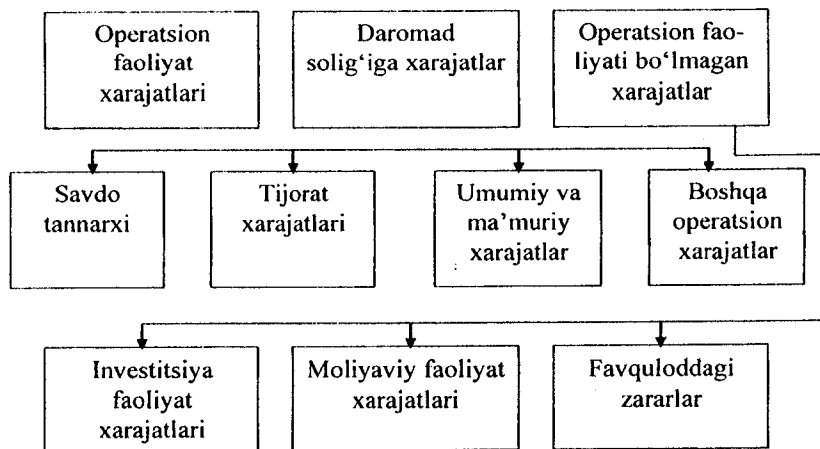 Operatsion
faoliyat
xarajatlari
Daromad
solig‘iga xarajatlar
Operatsion fao-
liyati bo‘lmagan
xarajatlar
Savdo
tannarxi
Tijorat
xarajatlari
Umumiy va
ma’muriy
xarajatlar
Boshqa
operatsion
xarajatlar
Investitsiya
faoliyat
xarajatlari
Moliyaviy faoliyat
xarajatlari
Favquloddagi
zararlar